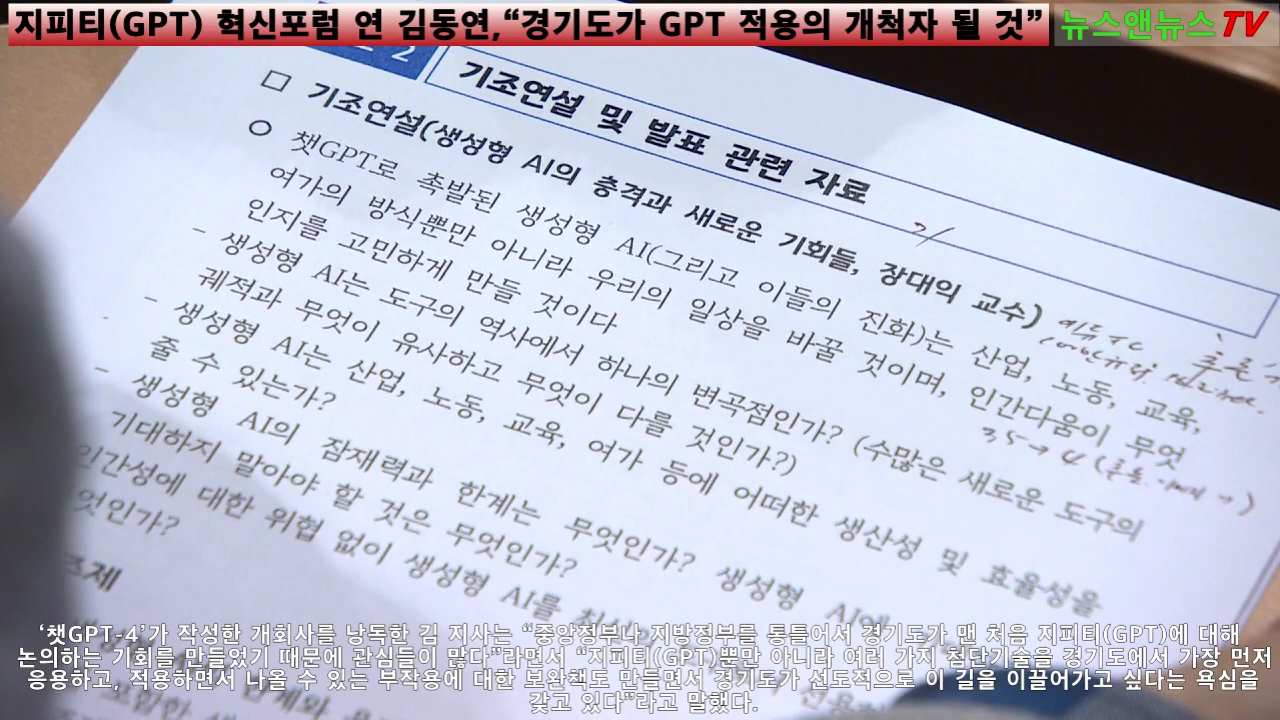 지피티(GPT) 혁신포럼 연 김동연, “경기도가 GPT 적용의 개척자 될 것”
뉴스앤뉴스TV
2
기조연설 및 발표 관련 자료
□ 기조연설(생성형 AI의 충격과 새로운 기회들, 장대익 교수)
○ 챗GPT로 촉발된 생성형 AI(그리고 이들의 진화)는 산업, 노동, 교육,
여가의 방식뿐만 아니라 우리의 일상을 바꿀 것이며, 인간다움이 무엇
인지를 고민하게 만들 것이다
- 생성형 AI는 도구의 역사에서 하나의 변곡점인가? (수많은 새로운 도구의
궤적과 무엇이 유사하고 무엇이 다를 것인가?)
- 생성형 AI는 산업, 노동, 교육, 여가 등에 어떠한 생산성 및 효율성을
줄 수 있는가?
- 생성형 AI의 잠재력과 한계는 무엇인가? 생성형 AI에
기대하지 말아야 할 것은 무엇인가?
인간성에 대한 위협 없이 생성형 AI를
엇인가?
3.5→4
‘챗GPT-4’가 작성한 개회사를 낭독한 김 지사는 “중앙정부나 지방정부를 통틀어서 경기도가 맨 처음 지피티(GPT)에 대해
논의하는 기회를 만들었기 때문에 관심들이 많다”라면서 “지피티(GPT)뿐만 아니라 여러 가지 첨단기술을 경기도에서 가장 먼저
응용하고, 적용하면서 나올 수 있는 부작용에 대한 보완책도 만들면서 경기도가 선도적으로 이 길을 이끌어가고 싶다는 욕심을
갖고 있다”라고 말했다.